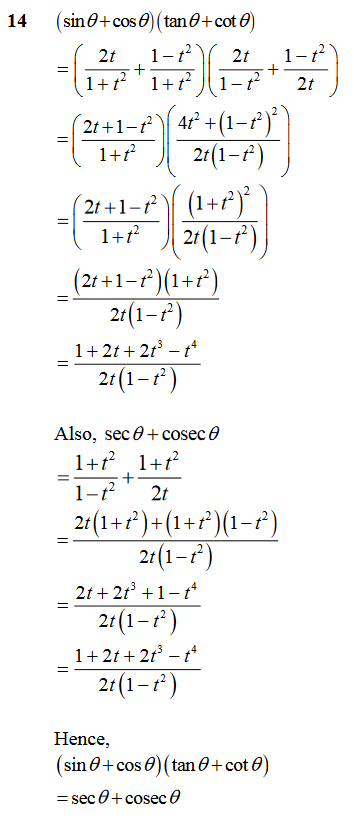 14 (sin θ + cos θ)(tan θ + cot θ)
= (2t/(1+t²) + (1−t²)/(1+t²))(2t/(1−t²) + (1−t²)/2t)
= ((2t+1−t²)/(1+t²))((4t²+(1−t²)²)/(2t(1−t²)))
= ((2t+1−t²)/(1+t²))((1+t²)²/(2t(1−t²)))
= (2t+1−t²)(1+t²)/(2t(1−t²))
= (1+2t+2t³−t⁴)/(2t(1−t²))
Also, sec θ + cosec θ
= (1+t²)/(1−t²) + (1+t²)/2t
= (2t(1+t²)+(1+t²)(1−t²))/(2t(1−t²))
= (2t+2t³+1−t⁴)/(2t(1−t²))
= (1+2t+2t³−t⁴)/(2t(1−t²))
Hence,
(sin θ + cos θ)(tan θ + cot θ)
= sec θ + cosec θ